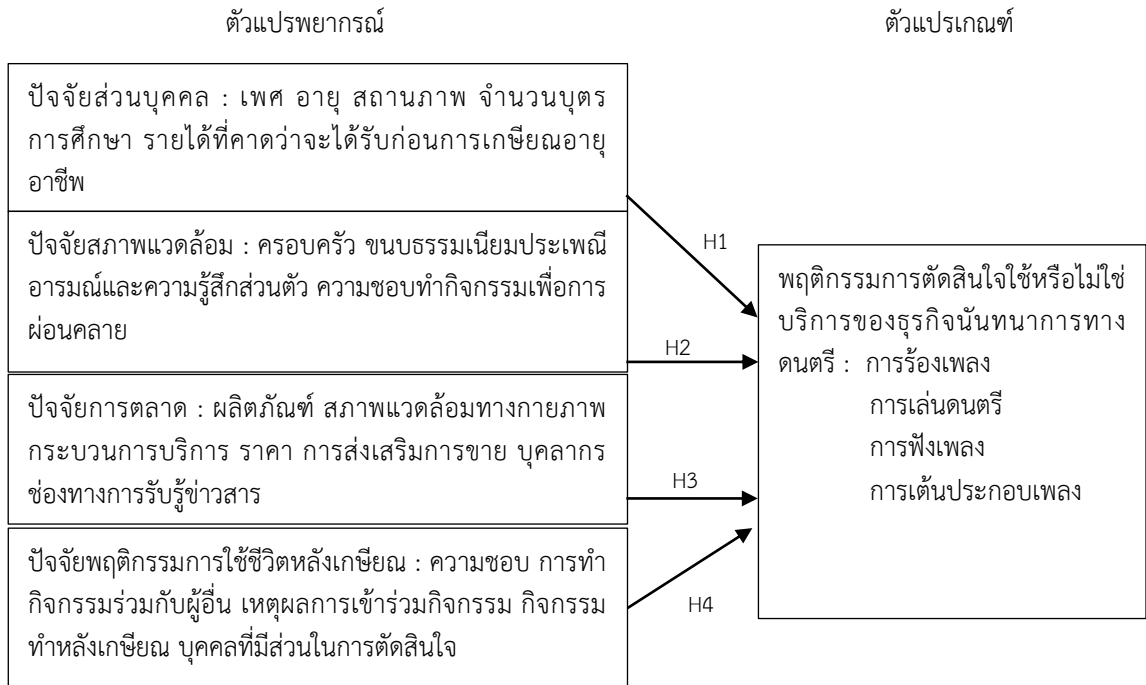 ตัวแปรพยากรณ์
ตัวแปรเกณฑ์
ปัจจัยส่วนบุคคล : เพศ อายุ สถานภาพ จำนวนบุตร
การศึกษา รายได้ที่คาดว่าจะได้รับก่อนการเกษียณอายุ
อาชีพ
ปัจจัยสภาพแวดล้อม : ครอบครัว ขนบธรรมเนียมประเพณี
อารมณ์และความรู้สึกส่วนตัว ความชอบทำกิจกรรมเพื่อการ
ผ่อนคลาย
ปัจจัยการตลาด : ผลิตภัณฑ์ สภาพแวดล้อมทางกายภาพ
กระบวนการบริการ ราคา การส่งเสริมการขาย บุคลากร
ช่องทางการรับรู้ข่าวสาร
ปัจจัยพฤติกรรมการใช้ชีวิตหลังเกษียณ : ความชอบ การทำ
กิจกรรมร่วมกับผู้อื่น เหตุผลการเข้าร่วมกิจกรรม กิจกรรม
ทำหลังเกษียณ บุคคลที่มีส่วนในการตัดสินใจ
H1
H2
H3
H4
พฤติกรรมการตัดสินใจใช้หรือไม่ใช้
บริการของธุรกิจนันทนาการทาง
ดนตรี : การร้องเพลง
การเล่นดนตรี
การฟังเพลง
การเต้นประกอบเพลง